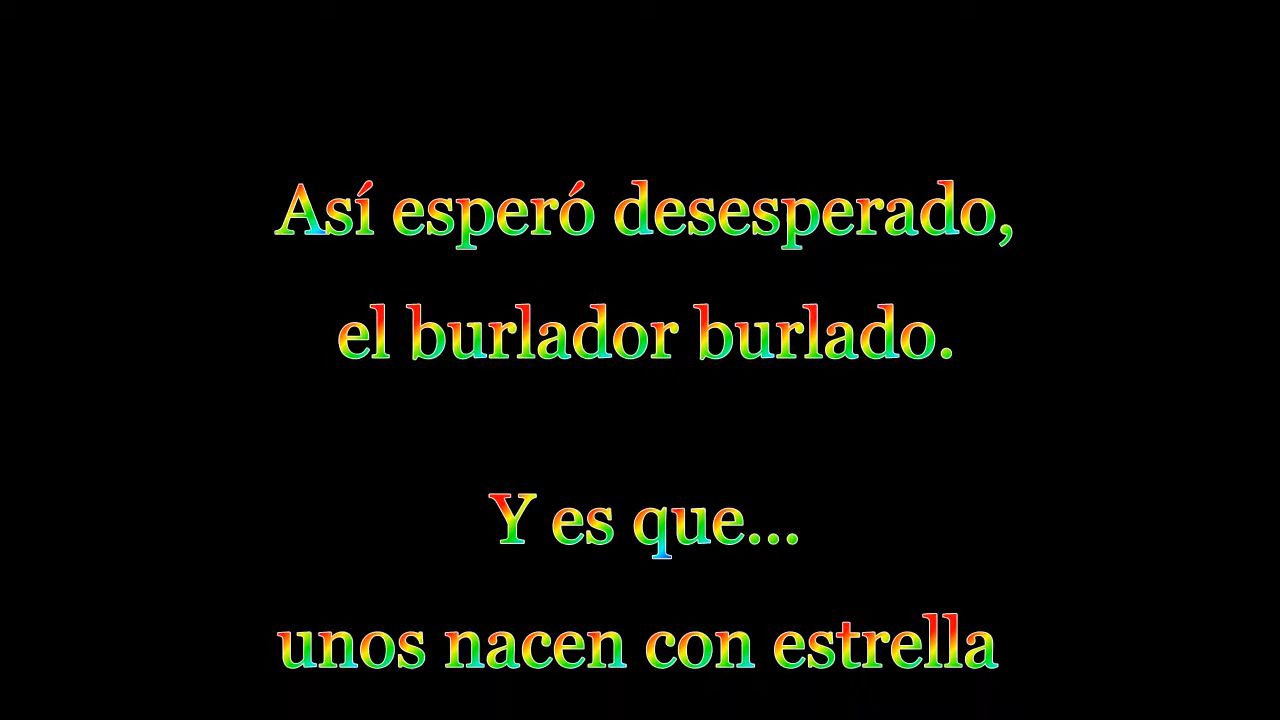 Así esperó desesperado,
el burlador burlado.
Y es que...
unos nacen con estrella